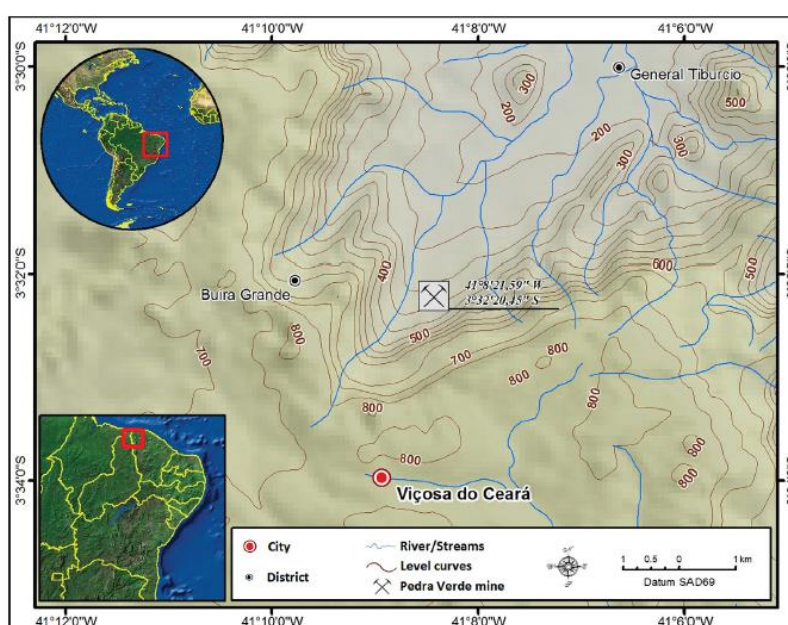 41°12'0"W 41°10'0"W 41°8'0"W 41°6'0"W
3°30'0"S
General Tiburcio
300
200
500
200
300
300
3°32'0"S
400
600
500
Buira Grande
41°8'21,59" W
3°32'20,45" S
800
700
500
700
800
800
800
800
800
800
800
3°34'0"S
Viçosa do Ceará
City
District
River/Streams
Level curves
Pedra Verde mine
1 0.5 0 1 km
Datum SAD69
41°12'0"W 41°10'0"W 41°8'0"W 41°6'0"W